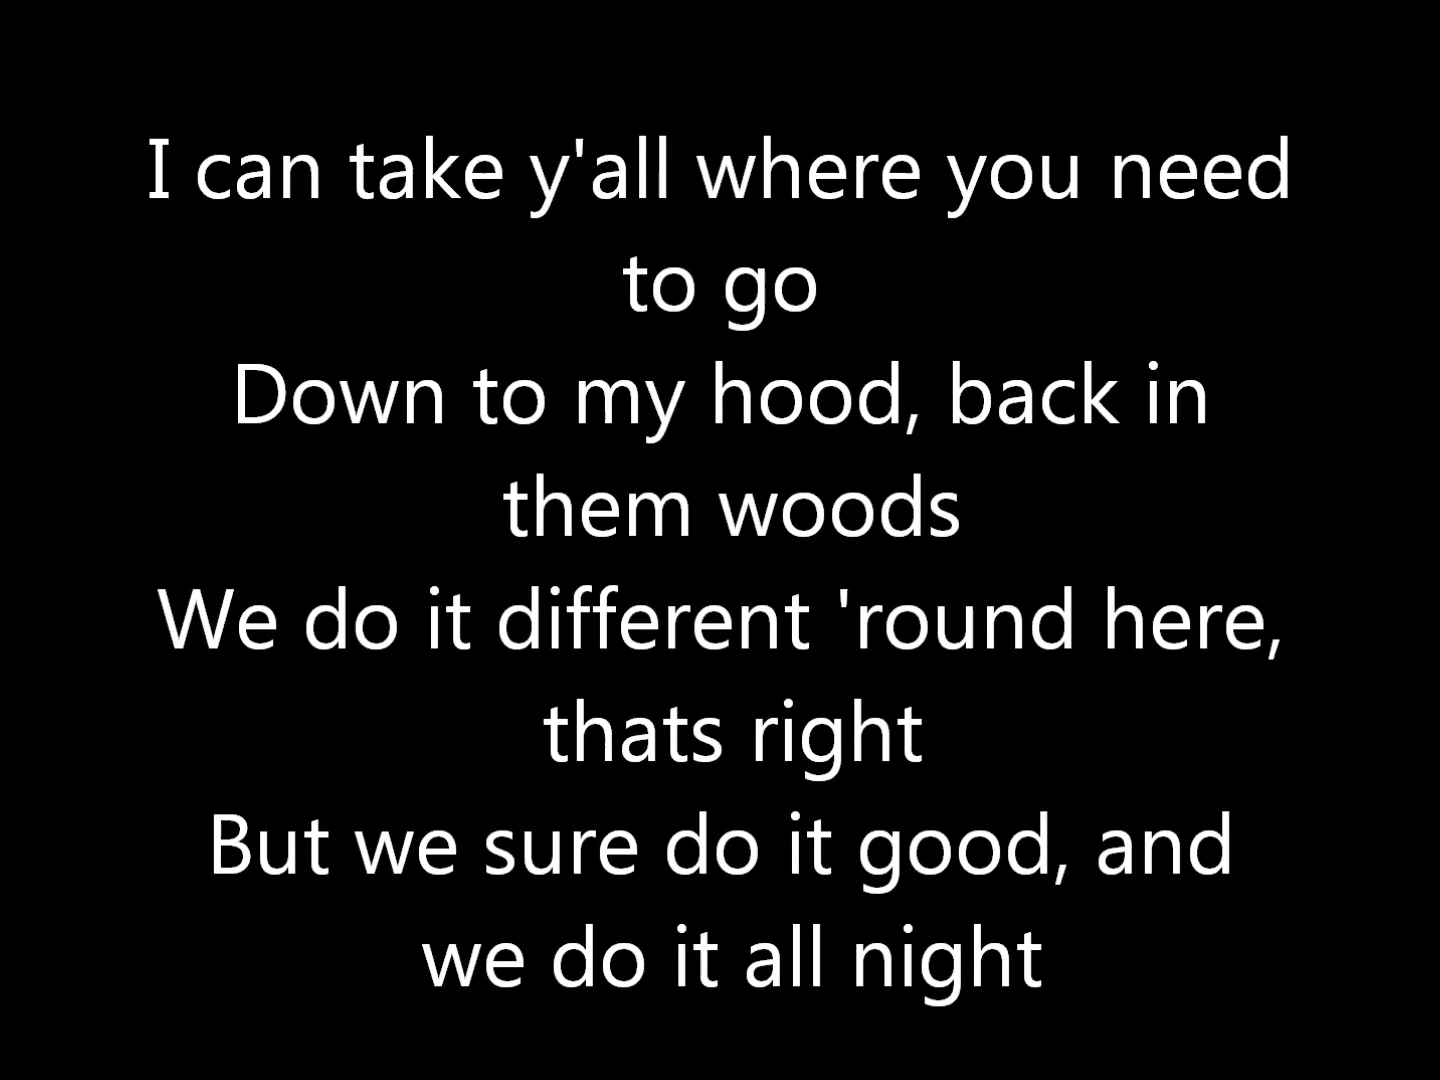 I can take y'all where you need
to go
Down to my hood, back in
them woods
We do it different 'round here,
thats right
But we sure do it good, and
we do it all night